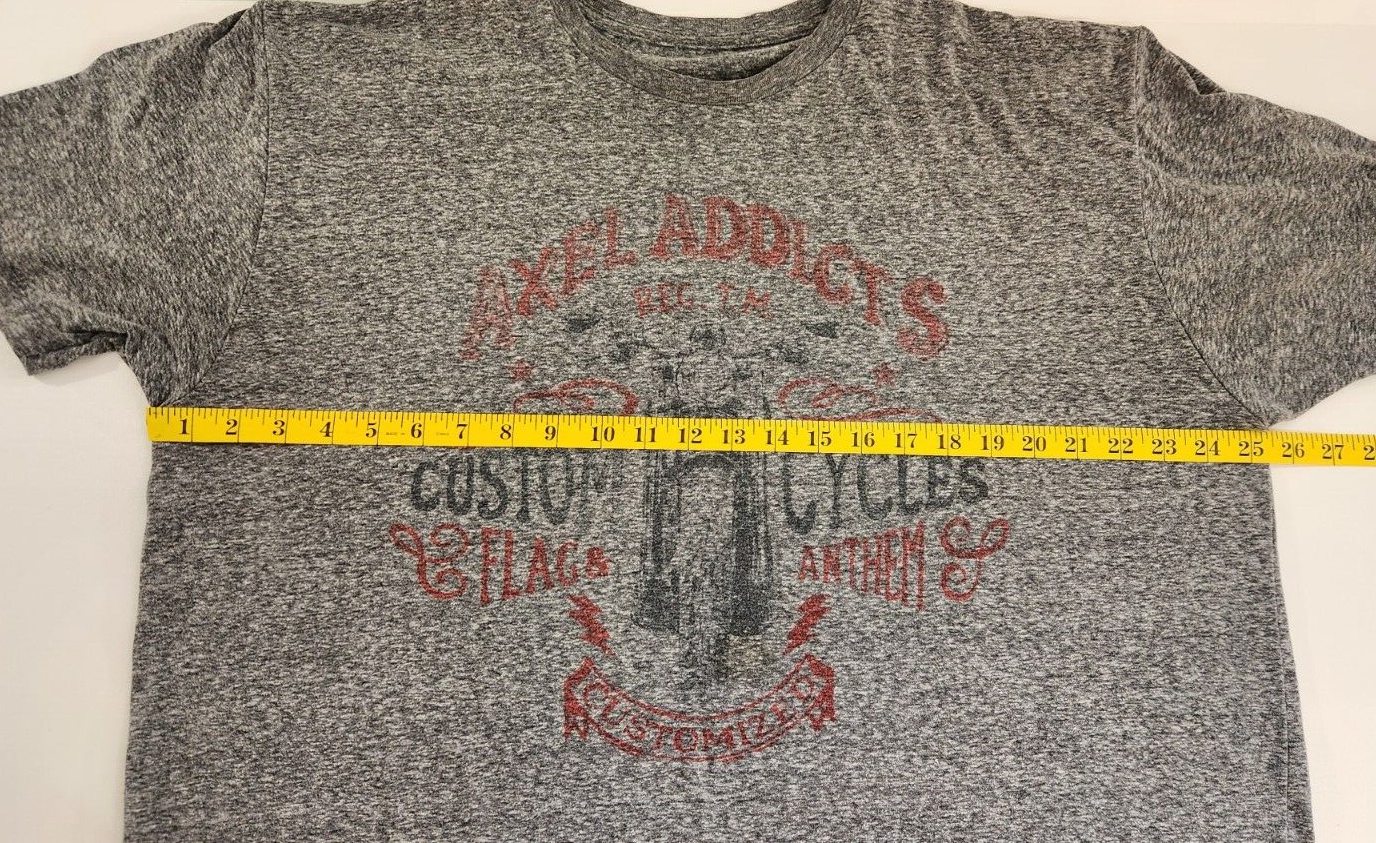 AXEL ADDICTS
REG. T.M.
1 2 3 4 5 6 7 8 9 10 11 12 13 14 15 16 17 18 19 20 21 22 23 24 25 26 27
CUSTOM CYCLES
FLAG & ANTHEM
CUSTOMIZED